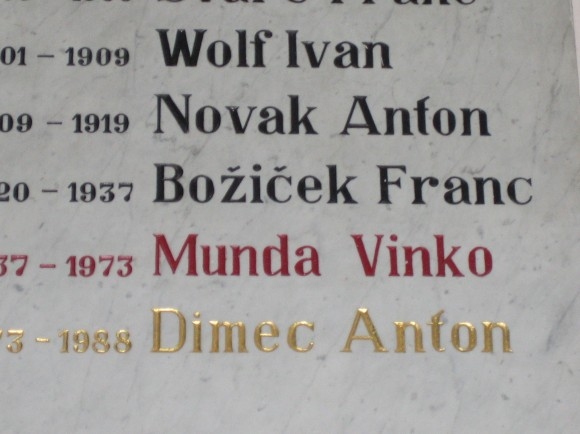 01 – 1909 Wolf Ivan
09 – 1919 Novak Anton
20 – 1937 Božiček Franc
37 – 1973 Munda Vinko
73 – 1988 Dimec Anton